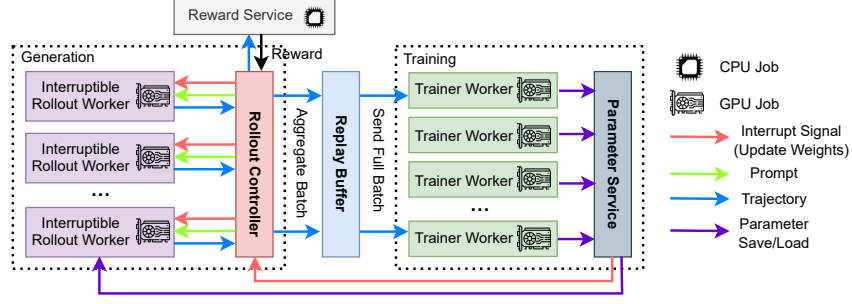 Reward Service
Reward
Generation
Interruptible
Rollout Worker
Interruptible
Rollout Worker
...
Interruptible
Rollout Worker
Rollout Controller
Aggregate Batch
Replay Buffer
Send Full Batch
Training
Trainer Worker
Trainer Worker
Trainer Worker
...
Trainer Worker
Parameter Service
CPU Job
GPU Job
Interrupt Signal
(Update Weights)
Prompt
Trajectory
Parameter
Save/Load